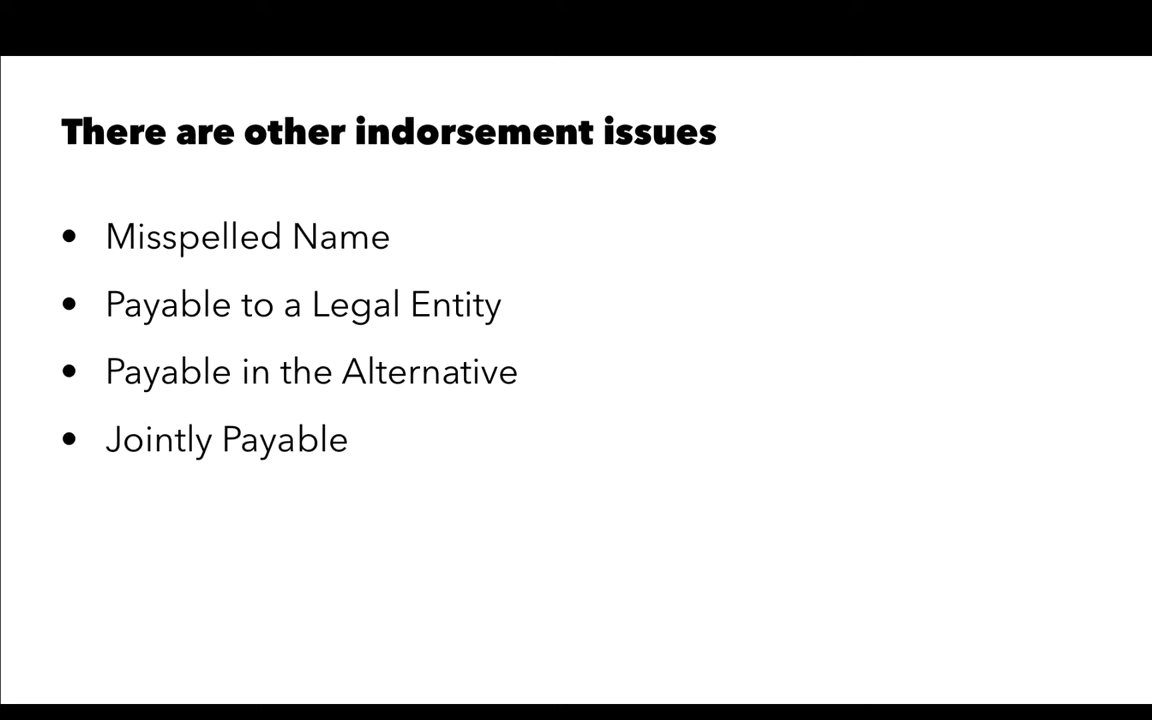 There are other indorsement issues
• Misspelled Name
• Payable to a Legal Entity
• Payable in the Alternative
• Jointly Payable